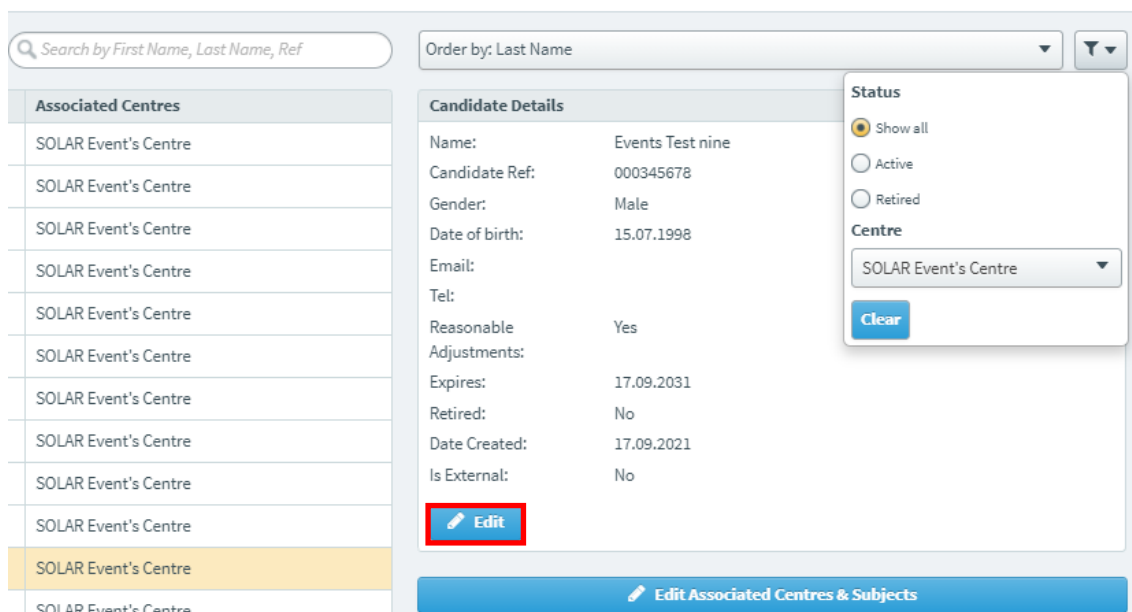 Search by First Name, Last Name, Ref
Order by: Last Name
Associated Centres
SOLAR Event's Centre
SOLAR Event's Centre
SOLAR Event's Centre
SOLAR Event's Centre
SOLAR Event's Centre
SOLAR Event's Centre
SOLAR Event's Centre
SOLAR Event's Centre
SOLAR Event's Centre
SOLAR Event's Centre
SOLAR Event's Centre
SOLAR Event's Centre
Candidate Details
Name: Events Test nine
Candidate Ref: 000345678
Gender: Male
Date of birth: 15.07.1998
Email:
Tel:
Reasonable Yes
Adjustments:
Expires: 17.09.2031
Retired: No
Date Created: 17.09.2021
Is External: No
Edit
Edit Associated Centres & Subjects
Status
Show all
Active
Retired
Centre
SOLAR Event's Centre
Clear